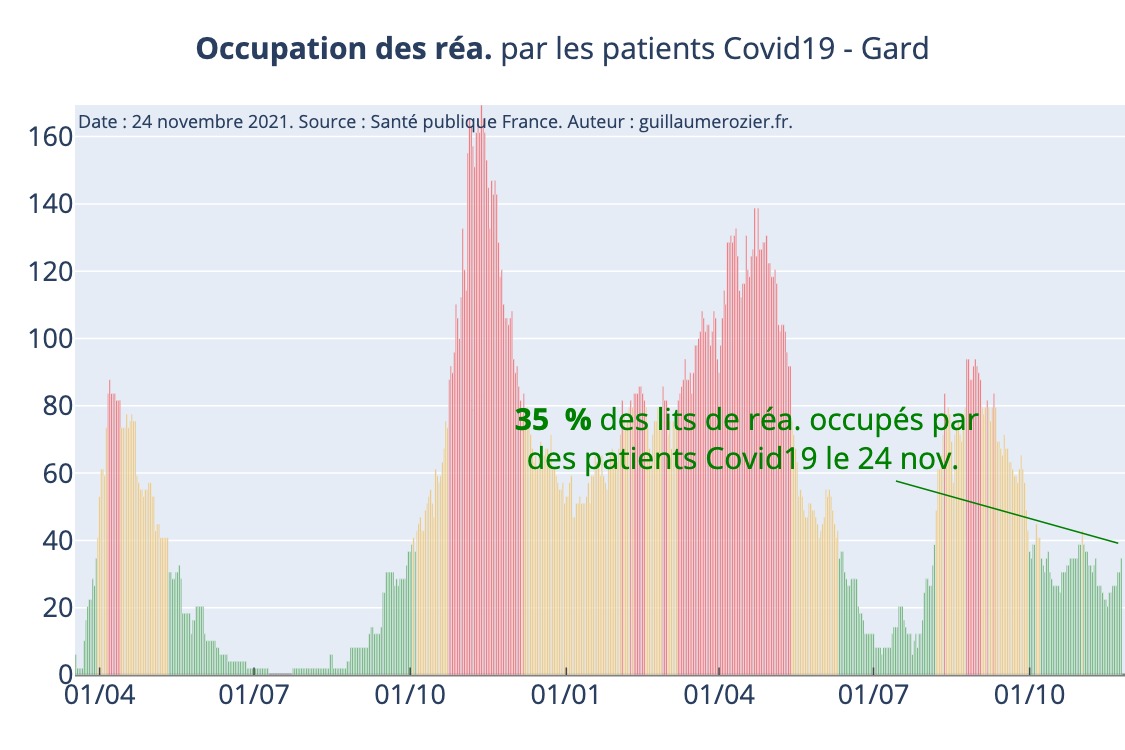 Occupation des réa. par les patients Covid19 - Gard
Date : 24 novembre 2021. Source : Santé publique France. Auteur : guillaumerozier.fr.
160
140
120
100
80
60
40
20
0
35 % des lits de réa. occupés par
des patients Covid19 le 24 nov.
01/04 01/07 01/10 01/01 01/04 01/07 01/10